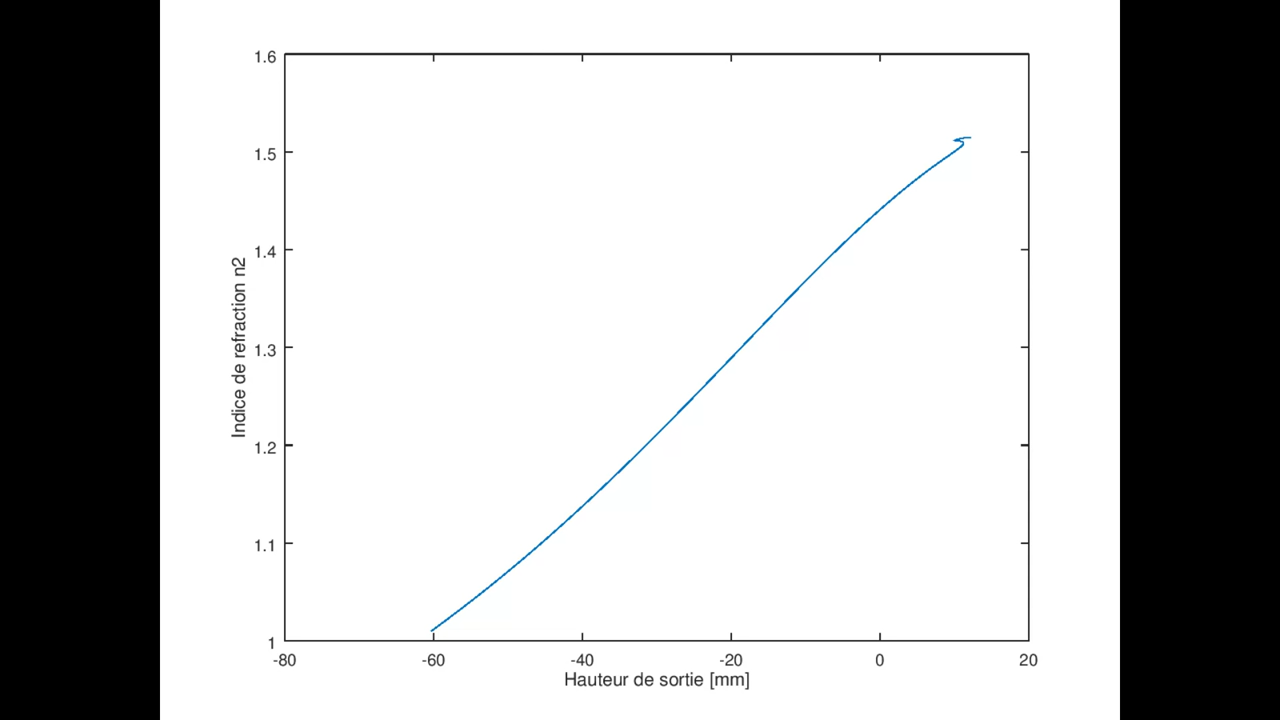 1.6
1.5
1.4
1.3
1.2
1.1
1
Indice de refraction n2
-80 -60 -40 -20 0 20
Hauteur de sortie [mm]